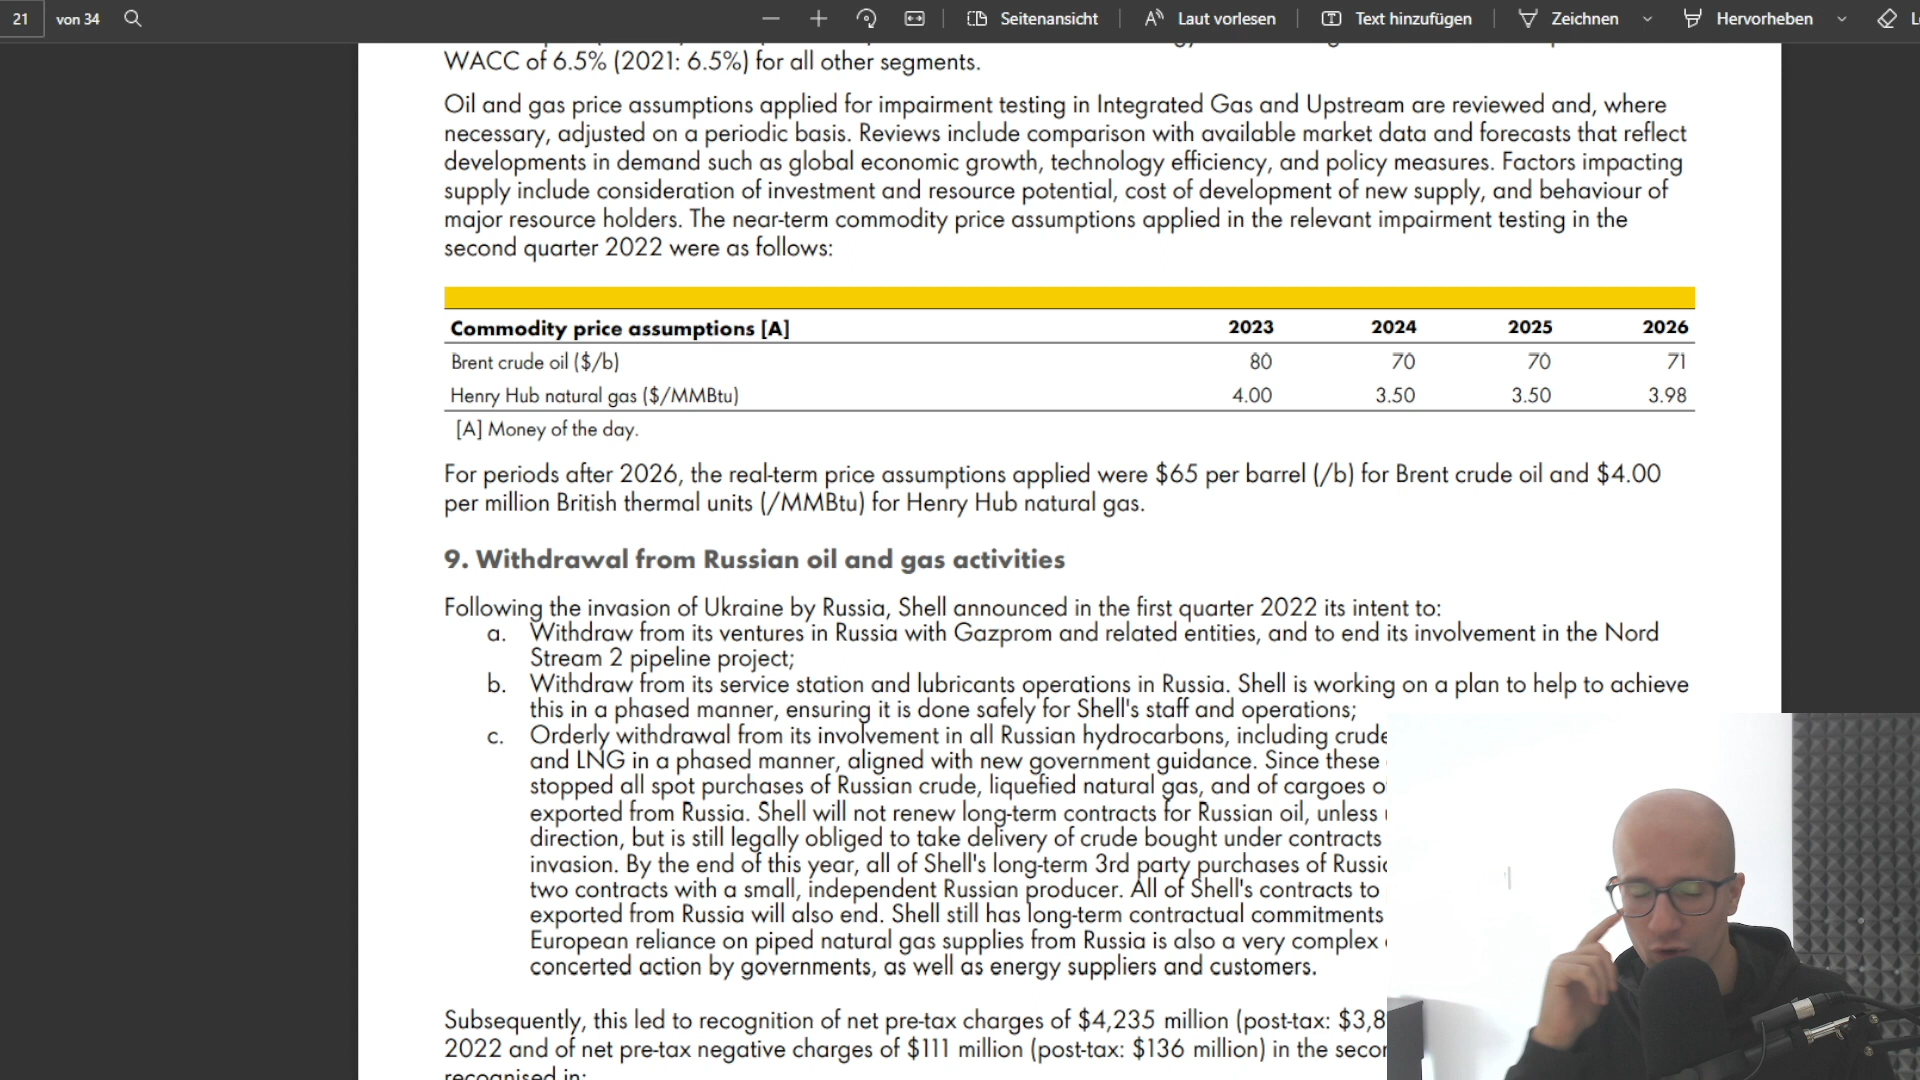 21 von 34 Seitenansicht Laut vorlesen Text hinzufügen Zeichnen Hervorheben
WACC of 6.5% (2021: 6.5%) for all other segments.
Oil and gas price assumptions applied for impairment testing in Integrated Gas and Upstream are reviewed and, where
necessary, adjusted on a periodic basis. Reviews include comparison with available market data and forecasts that reflect
developments in demand such as global economic growth, technology efficiency, and policy measures. Factors impacting
supply include consideration of investment and resource potential, cost of development of new supply, and behaviour of
major resource holders. The near-term commodity price assumptions applied in the relevant impairment testing in the
second quarter 2022 were as follows:
Commodity price assumptions [A] 2023 2024 2025 2026
Brent crude oil ($/b) 80 70 70 71
Henry Hub natural gas ($/MMBtu) 4.00 3.50 3.50 3.98
[A] Money of the day.
For periods after 2026, the real-term price assumptions applied were $65 per barrel (/b) for Brent crude oil and $4.00
per million British thermal units (/MMBtu) for Henry Hub natural gas.
9. Withdrawal from Russian oil and gas activities
Following the invasion of Ukraine by Russia, Shell announced in the first quarter 2022 its intent to:
a. Withdraw from its ventures in Russia with Gazprom and related entities, and to end its involvement in the Nord
Stream 2 pipeline project;
b. Withdraw from its service station and lubricants operations in Russia. Shell is working on a plan to help to achieve
this in a phased manner, ensuring it is done safely for Shell's staff and operations;
c. Orderly withdrawal from its involvement in all Russian hydrocarbons, including crude
and LNG in a phased manner, aligned with new government guidance. Since these
stopped all spot purchases of Russian crude, liquefied natural gas, and of cargoes
exported from Russia. Shell will not renew long-term contracts for Russian oil, unless
direction, but is still legally obliged to take delivery of crude bought under contracts
invasion. By the end of this year, all of Shell's long-term 3rd party purchases of
two contracts with a small, independent Russian producer. All of Shell's contracts to
exported from Russia will also end. Shell still has long-term contractual commitments
European reliance on piped natural gas supplies from Russia is also a very complex
concerted action by governments, as well as energy suppliers and customers.
Subsequently, this led to recognition of net pre-tax charges of $4,235 million (post-tax: $3,8
2022 and of net pre-tax negative charges of $111 million (post-tax: $136 million) in the
recognised in: